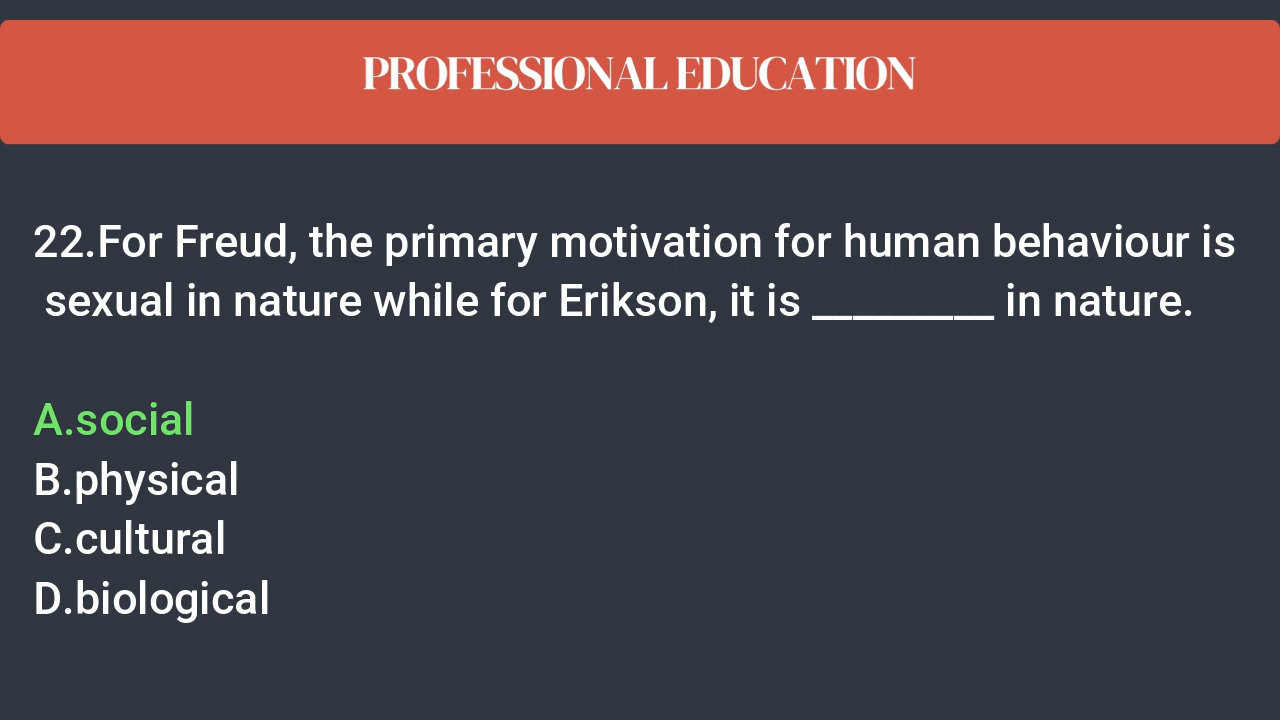 PROFESSIONAL EDUCATION
22.For Freud, the primary motivation for human behaviour is
sexual in nature while for Erikson, it is _________ in nature.
A.social
B.physical
C.cultural
D.biological